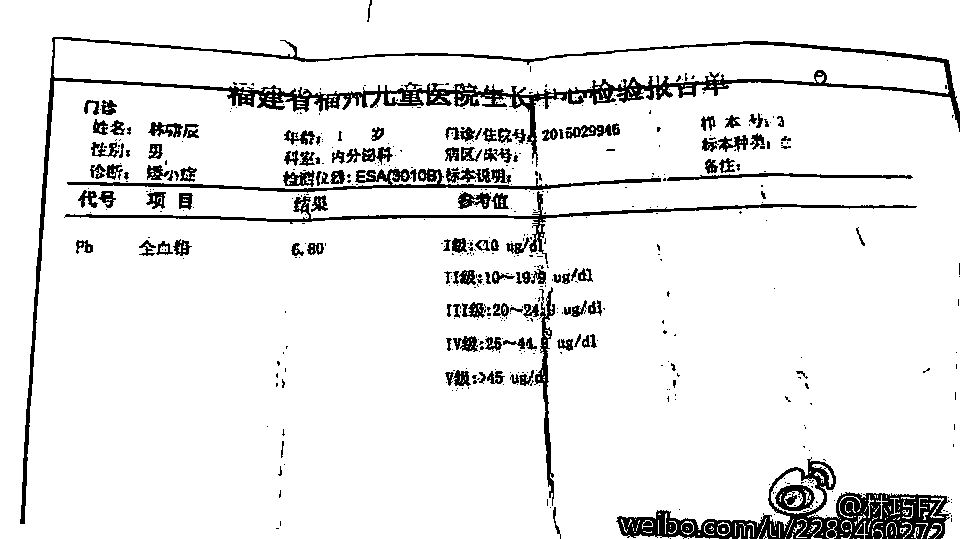 福建省福州儿童医院生长中心检验报告单
门诊
姓名: 林 辰 年龄: 1 岁 门诊/住院号: 2015029946 样 本 号: 3
性别: 男 科室: 内分泌科 病区/床号: 标本种类:
诊断: 矮小症 检测仪器: ESA(3010B) 标本说明: 备注:
代号 项 目 结果 参考值
Pb 全血铅 6.80 I级:<10 ug/dl
II级:10~19.9 ug/dl
III级:20~24.9 ug/dl
IV级:25~44.9 ug/dl
V级:>45 ug/dl
@林巧FZ
weibo.com/u/2289460272